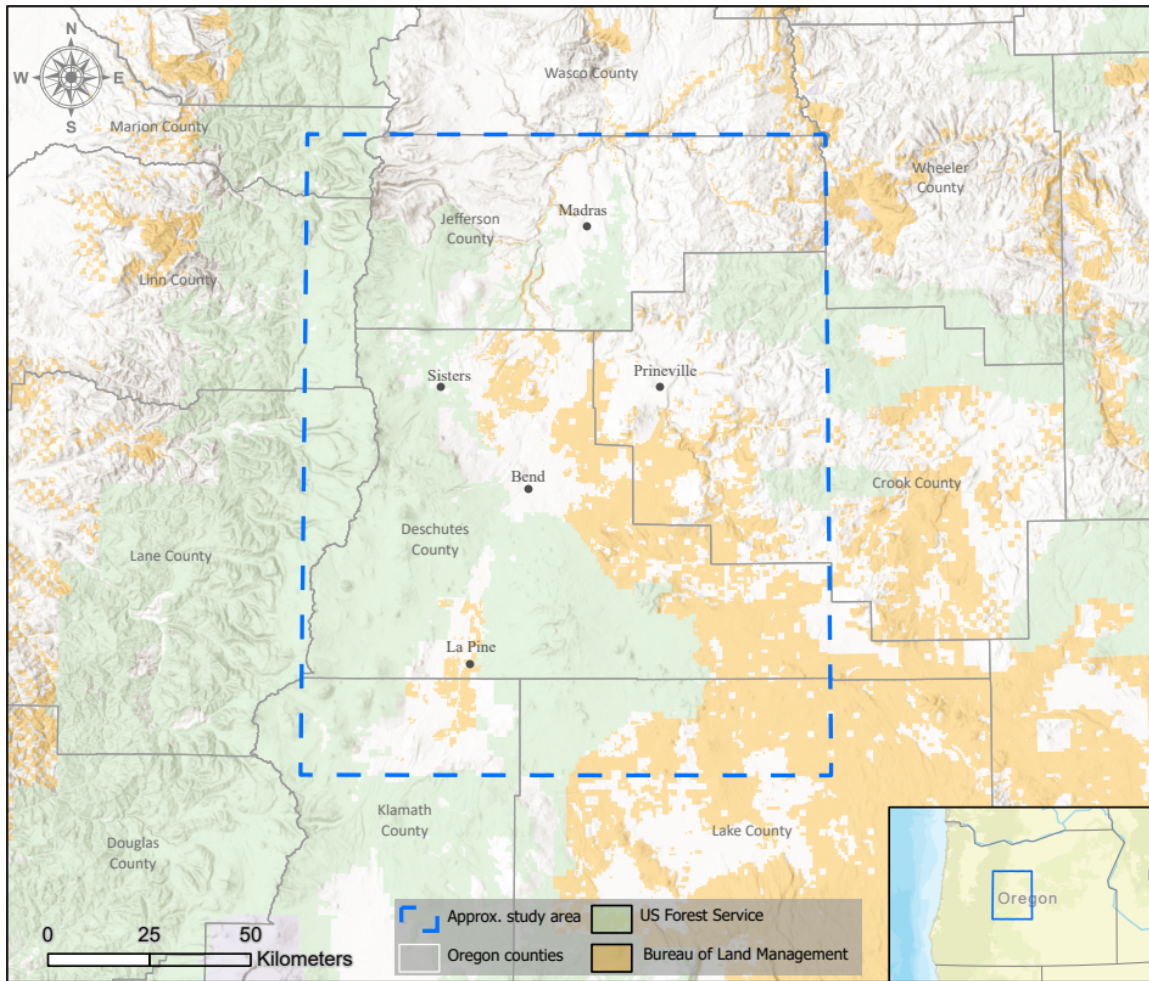 N
W
E
S
Wasco County
Marion County
Wheeler
County
Madras
Jefferson
County
Linn County
Sisters
Prineville
Bend
Crook County
Deschutes
County
Lane County
La Pine
Klamath
County
Lake County
Douglas
County
Oregon
Approx. study area
US Forest Service
Oregon counties
Bureau of Land Management
0 25 50
Kilometers